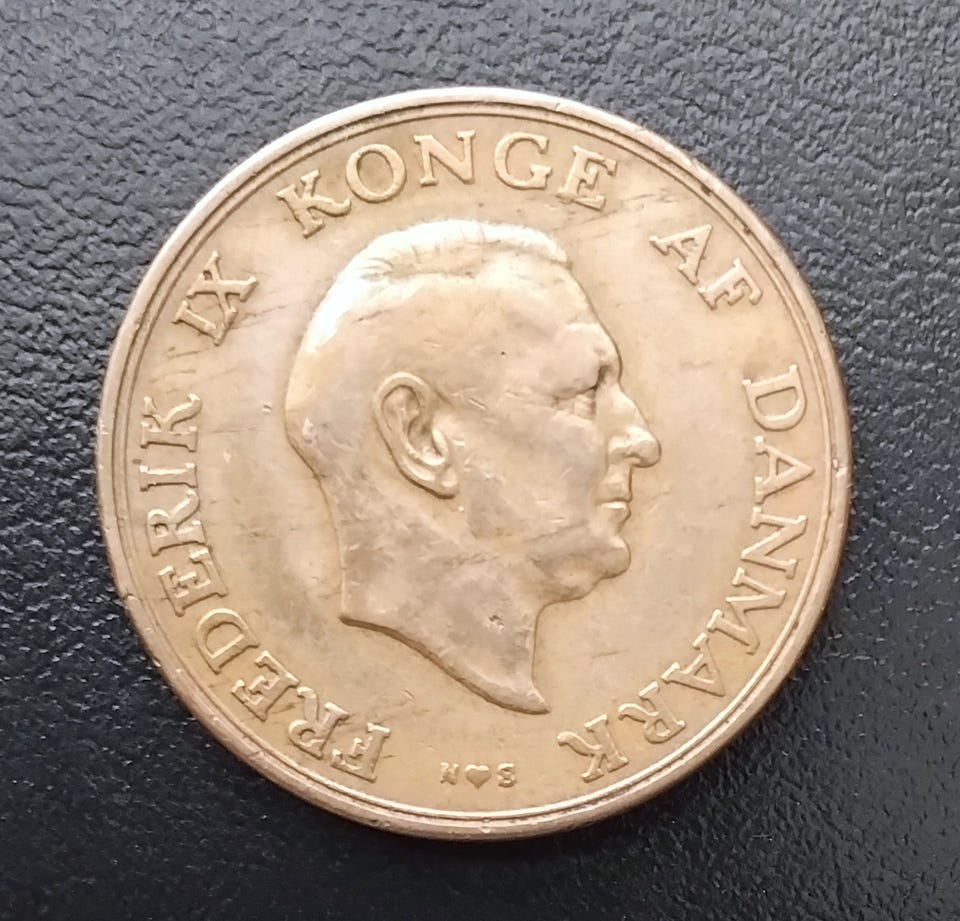 FREDERIK IX KONGE AF DANMARK
N♥S